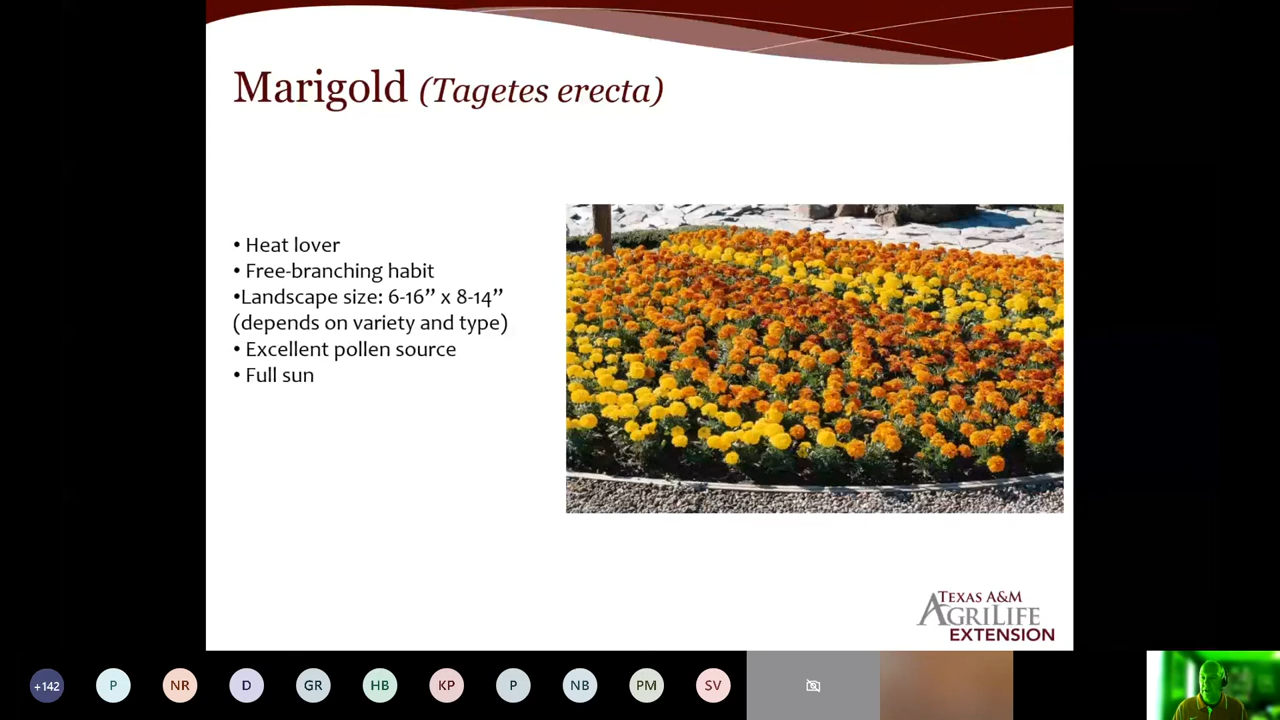 Marigold (Tagetes erecta)
• Heat lover
• Free-branching habit
•Landscape size: 6-16” x 8-14”
(depends on variety and type)
• Excellent pollen source
• Full sun
TEXAS A&M
AGRILIFE
EXTENSION
+142 P NR D GR HB KP P NB PM SV